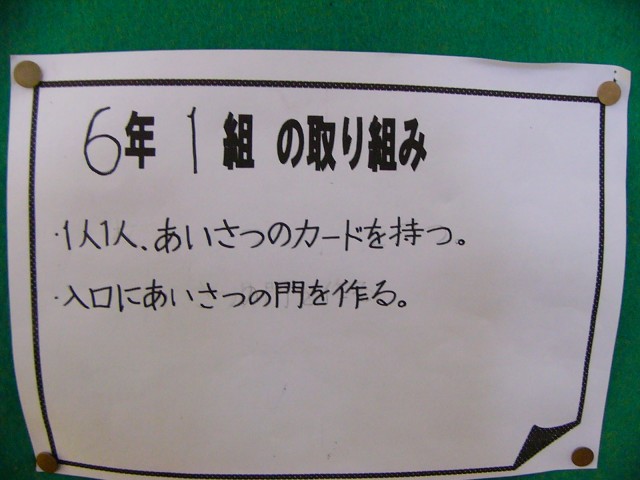 6年 1 組 の取り組み
・1人1人、あいさつのカードを持つ。
・入口にあいさつの門を作る。